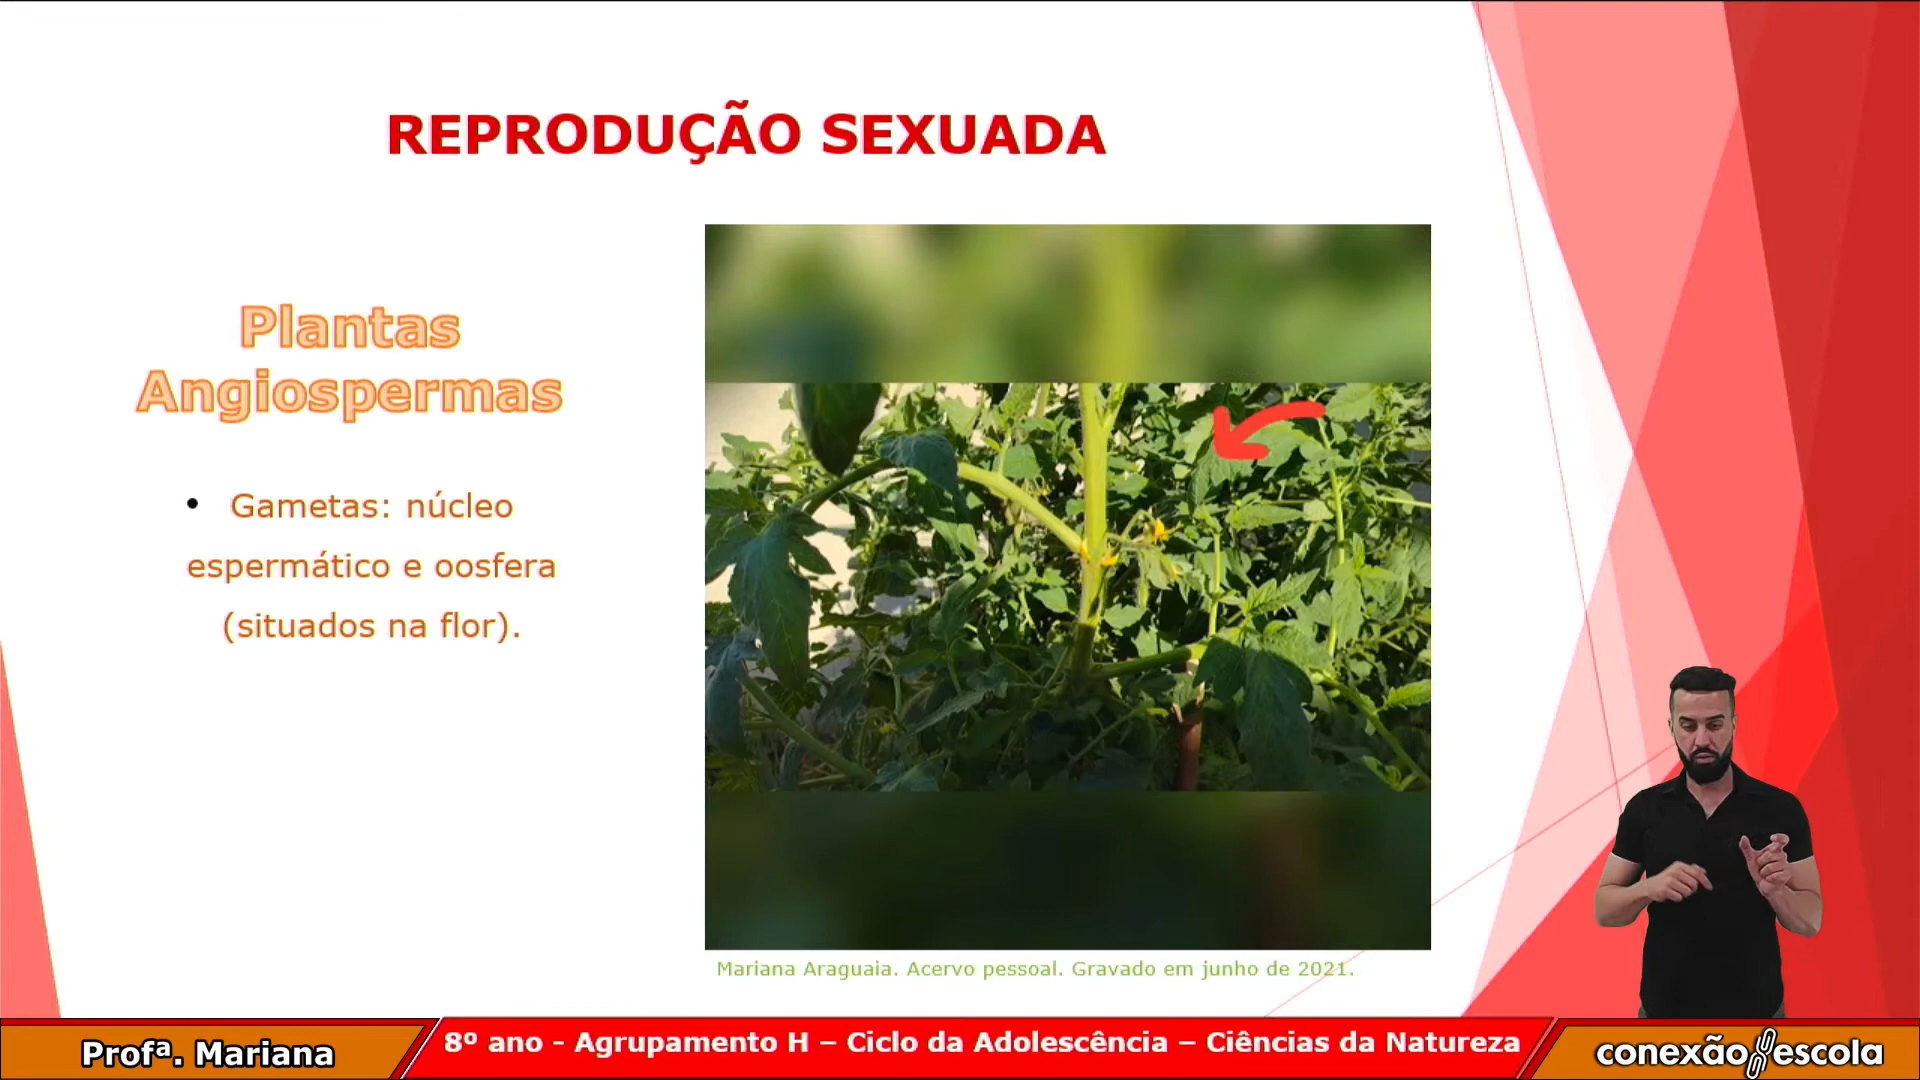 REPRODUÇÃO SEXUADA
Plantas
Angiospermas
• Gametas: núcleo
espermático e oosfera
(situados na flor).
Mariana Araguaia. Acervo pessoal. Gravado em junho de 2021.
Profª. Mariana
8º ano - Agrupamento H – Ciclo da Adolescência – Ciências da Natureza
conexão escola